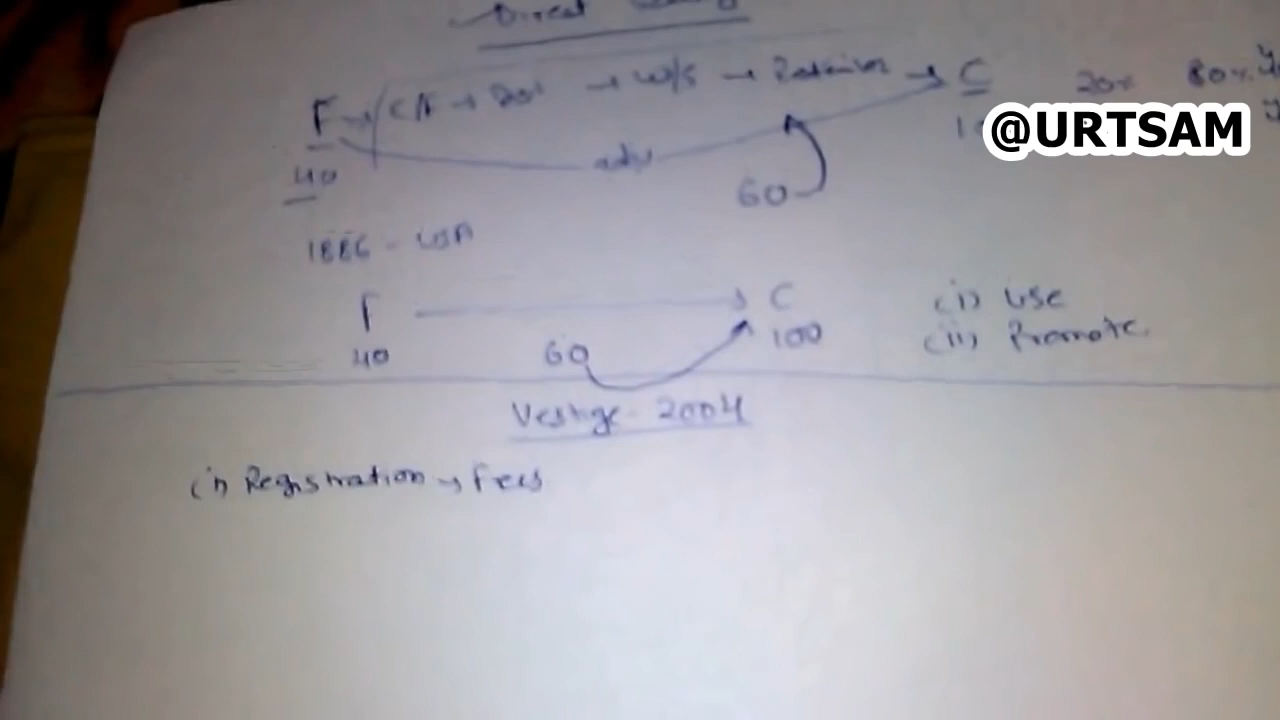 Direct
F → C/F → → W/S → Retailer → C 20% 80%
@URTSAM
adv
40
60
1886 - USA
F → C (i) Use
40 60 100 (ii) Promote
Vestige - 2004
(i) Registration → Fees